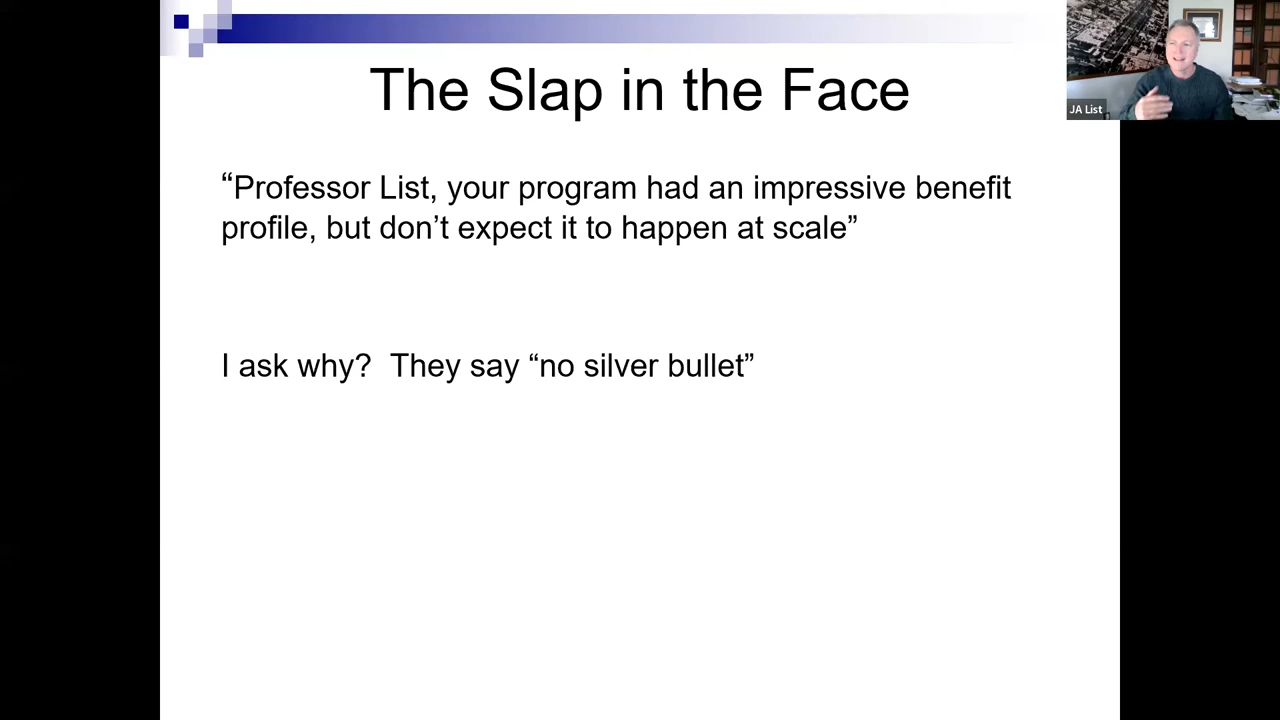 The Slap in the Face
“Professor List, your program had an impressive benefit
profile, but don’t expect it to happen at scale”
I ask why?  They say “no silver bullet”
JA List